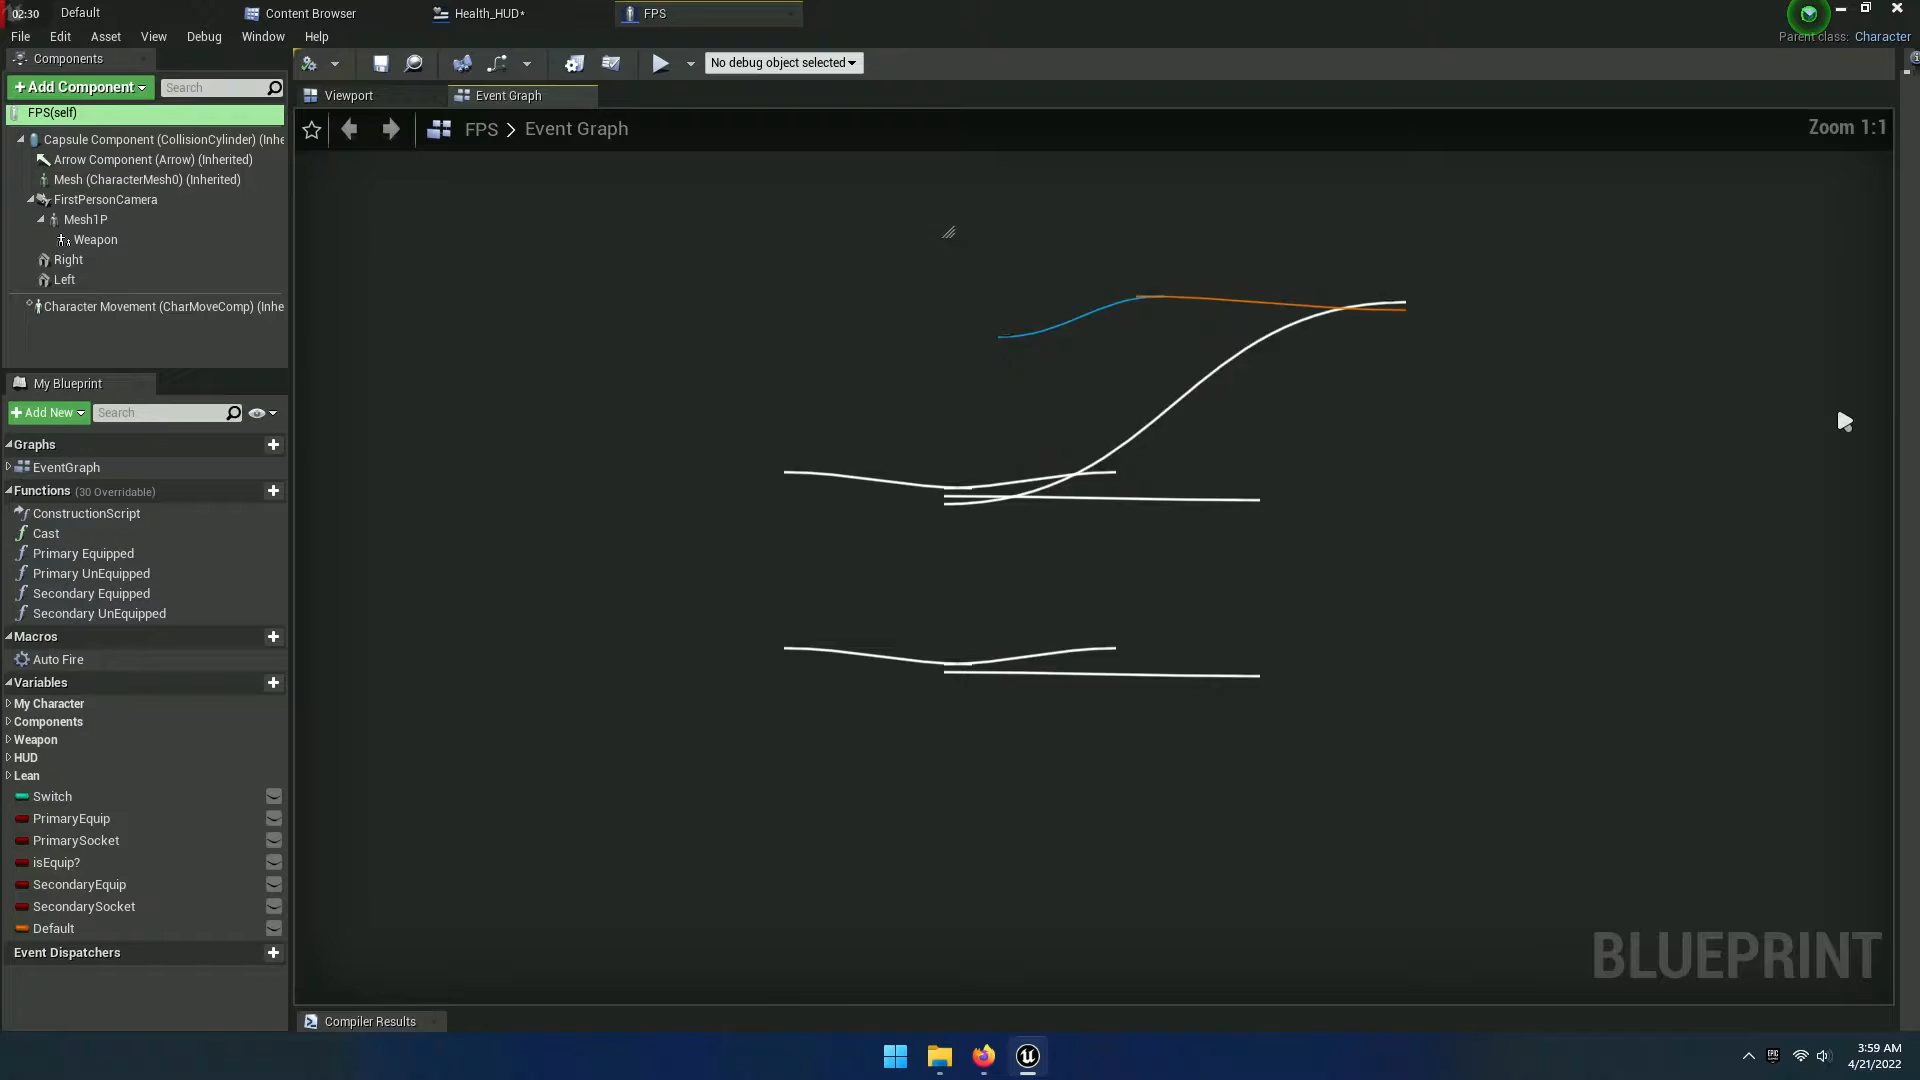 02:30
Default
Content Browser
Health_HUD*
FPS
File
Edit
Asset
View
Debug
Window
Help
Parent class: Character
Components
+Add Component
Search
No debug object selected
FPS(self)
Viewport
Event Graph
Capsule Component (CollisionCylinder) (Inhe
Arrow Component (Arrow) (Inherited)
Mesh (CharacterMesh0) (Inherited)
FirstPersonCamera
Mesh1P
Weapon
Right
Left
Character Movement (CharMoveComp) (Inhe
FPS > Event Graph
Zoom 1:1
My Blueprint
+Add New
Search
Graphs
EventGraph
Functions (30 Overridable)
ConstructionScript
Cast
Primary Equipped
Primary UnEquipped
Secondary Equipped
Secondary UnEquipped
Macros
Auto Fire
Variables
My Character
Components
Weapon
HUD
Lean
Switch
PrimaryEquip
PrimarySocket
isEquip?
SecondaryEquip
SecondarySocket
Default
Event Dispatchers
BLUEPRINT
Compiler Results
3:59 AM
4/21/2022